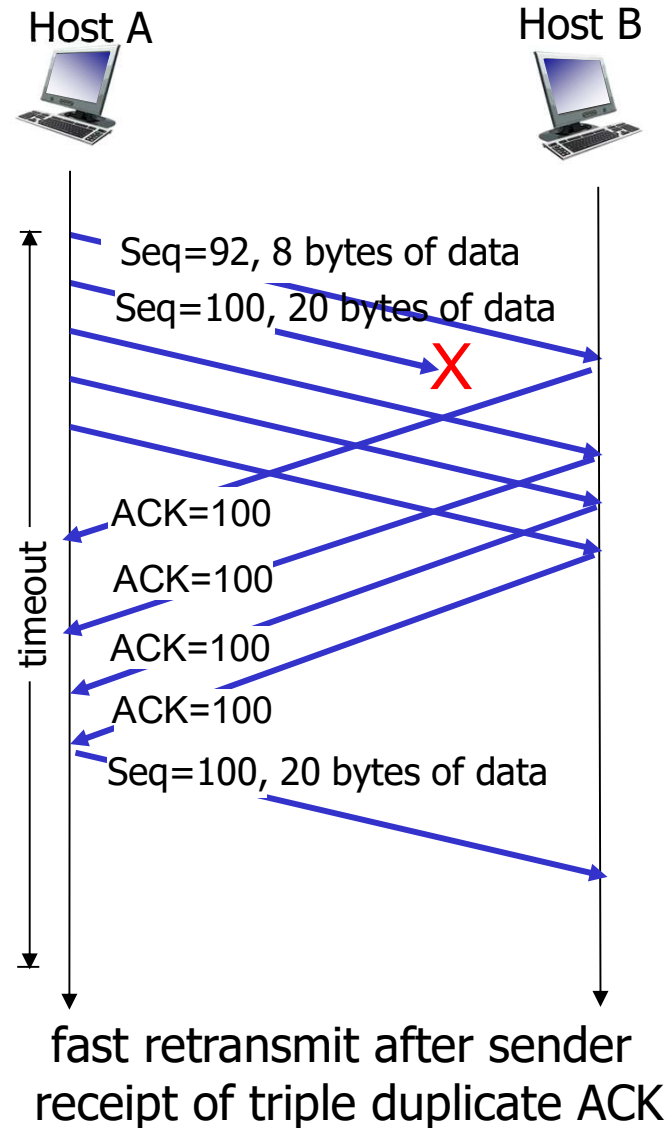 Host A
Host B
Seq=92, 8 bytes of data
Seq=100, 20 bytes of data
X
ACK=100
ACK=100
ACK=100
ACK=100
timeout
Seq=100, 20 bytes of data
fast retransmit after sender
receipt of triple duplicate ACK